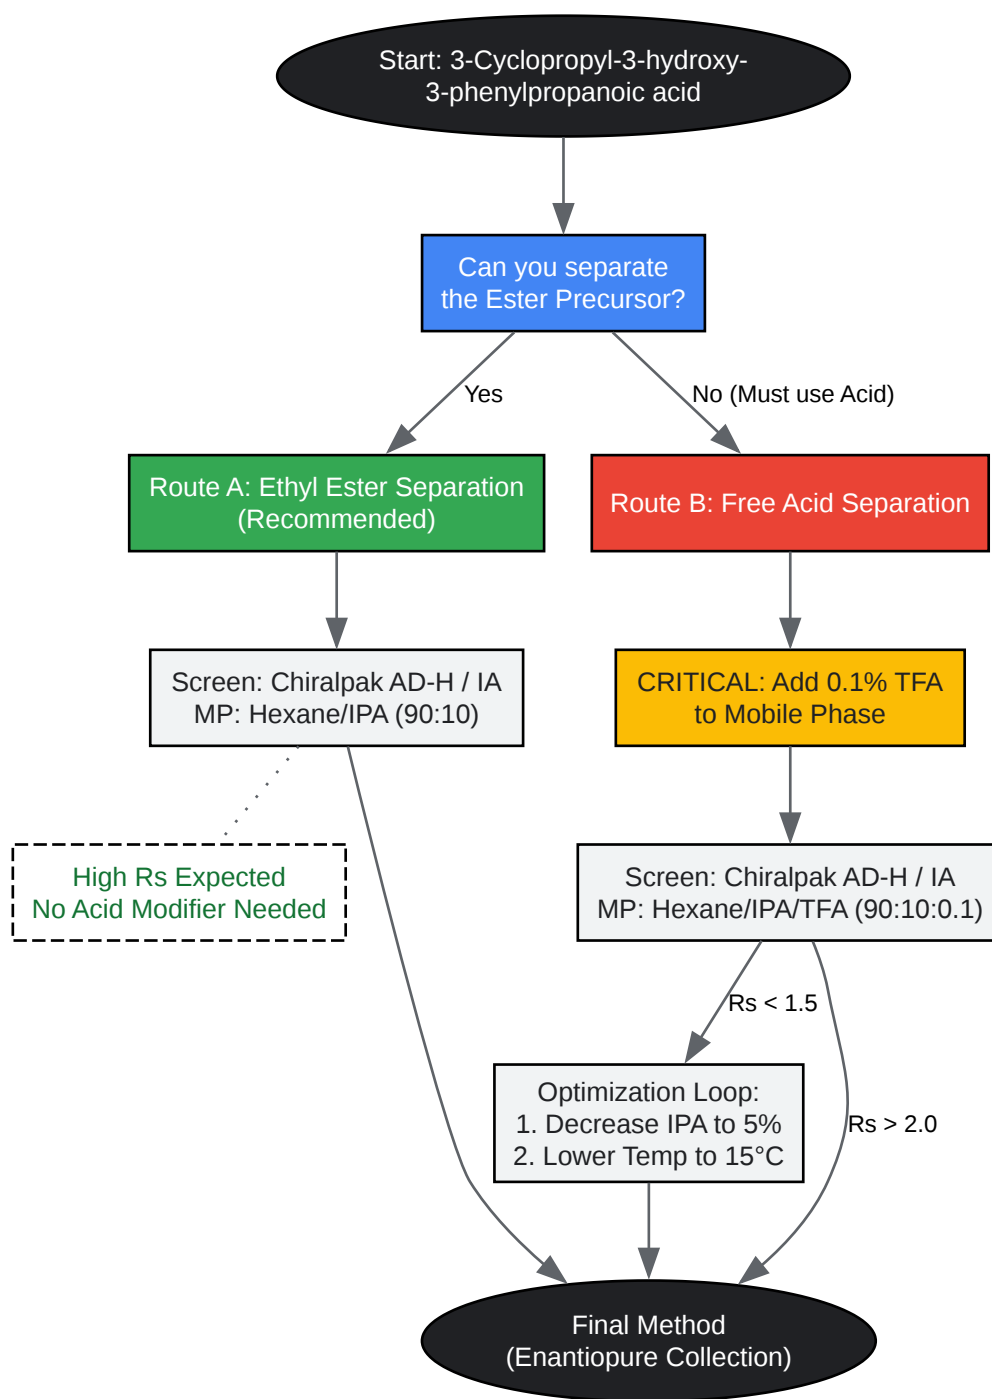 Start: 3-Cyclopropyl-3-hydroxy-
3-phenylpropanoic acid
Can you separate
the Ester Precursor?
Yes
No (Must use Acid)
Route A: Ethyl Ester Separation
(Recommended)
Route B: Free Acid Separation
Screen: Chiralpak AD-H / IA
MP: Hexane/IPA (90:10)
CRITICAL: Add 0.1% TFA
to Mobile Phase
High Rs Expected
No Acid Modifier Needed
Screen: Chiralpak AD-H / IA
MP: Hexane/IPA/TFA (90:10:0.1)
Rs < 1.5
Optimization Loop:
1. Decrease IPA to 5%
2. Lower Temp to 15°C
Rs > 2.0
Final Method
(Enantiopure Collection)